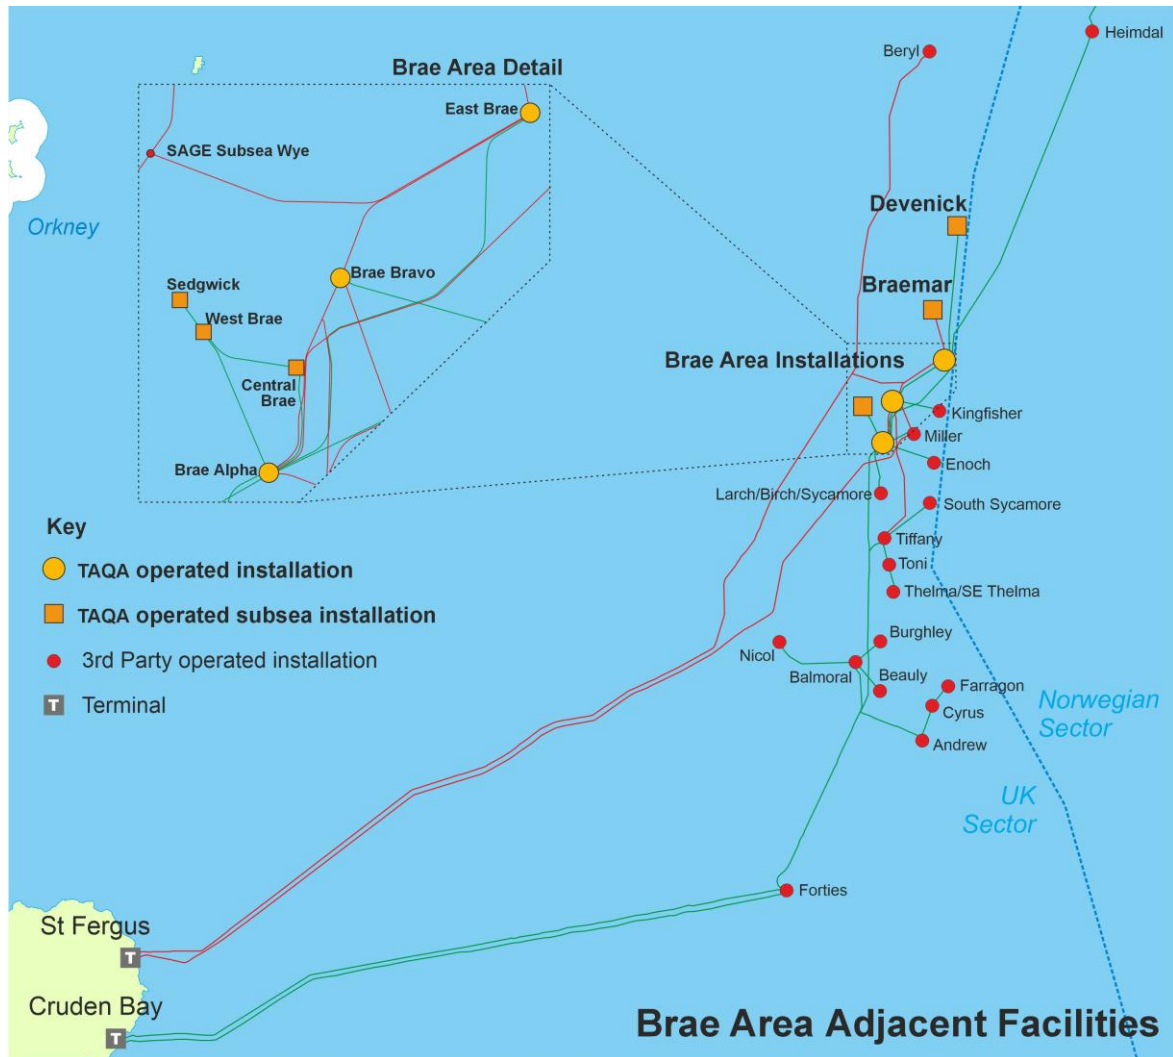 Heimdal
Beryl
Brae Area Detail
East Brae
SAGE Subsea Wye
Orkney
Devenick
Brae Bravo
Sedgwick
West Brae
Braemar
Central
Brae
Brae Area Installations
Kingfisher
Miller
Enoch
Brae Alpha
Larch/Birch/Sycamore
South Sycamore
Key
TAQA operated installation
TAQA operated subsea installation
3rd Party operated installation
T Terminal
Tiffany
Toni
Thelma/SE Thelma
Burghley
Nicol
Balmoral
Beauly
Farragon
Cyrus
Andrew
Norwegian
Sector
UK
Sector
Forties
St Fergus
T
Cruden Bay
T
Brae Area Adjacent Facilities